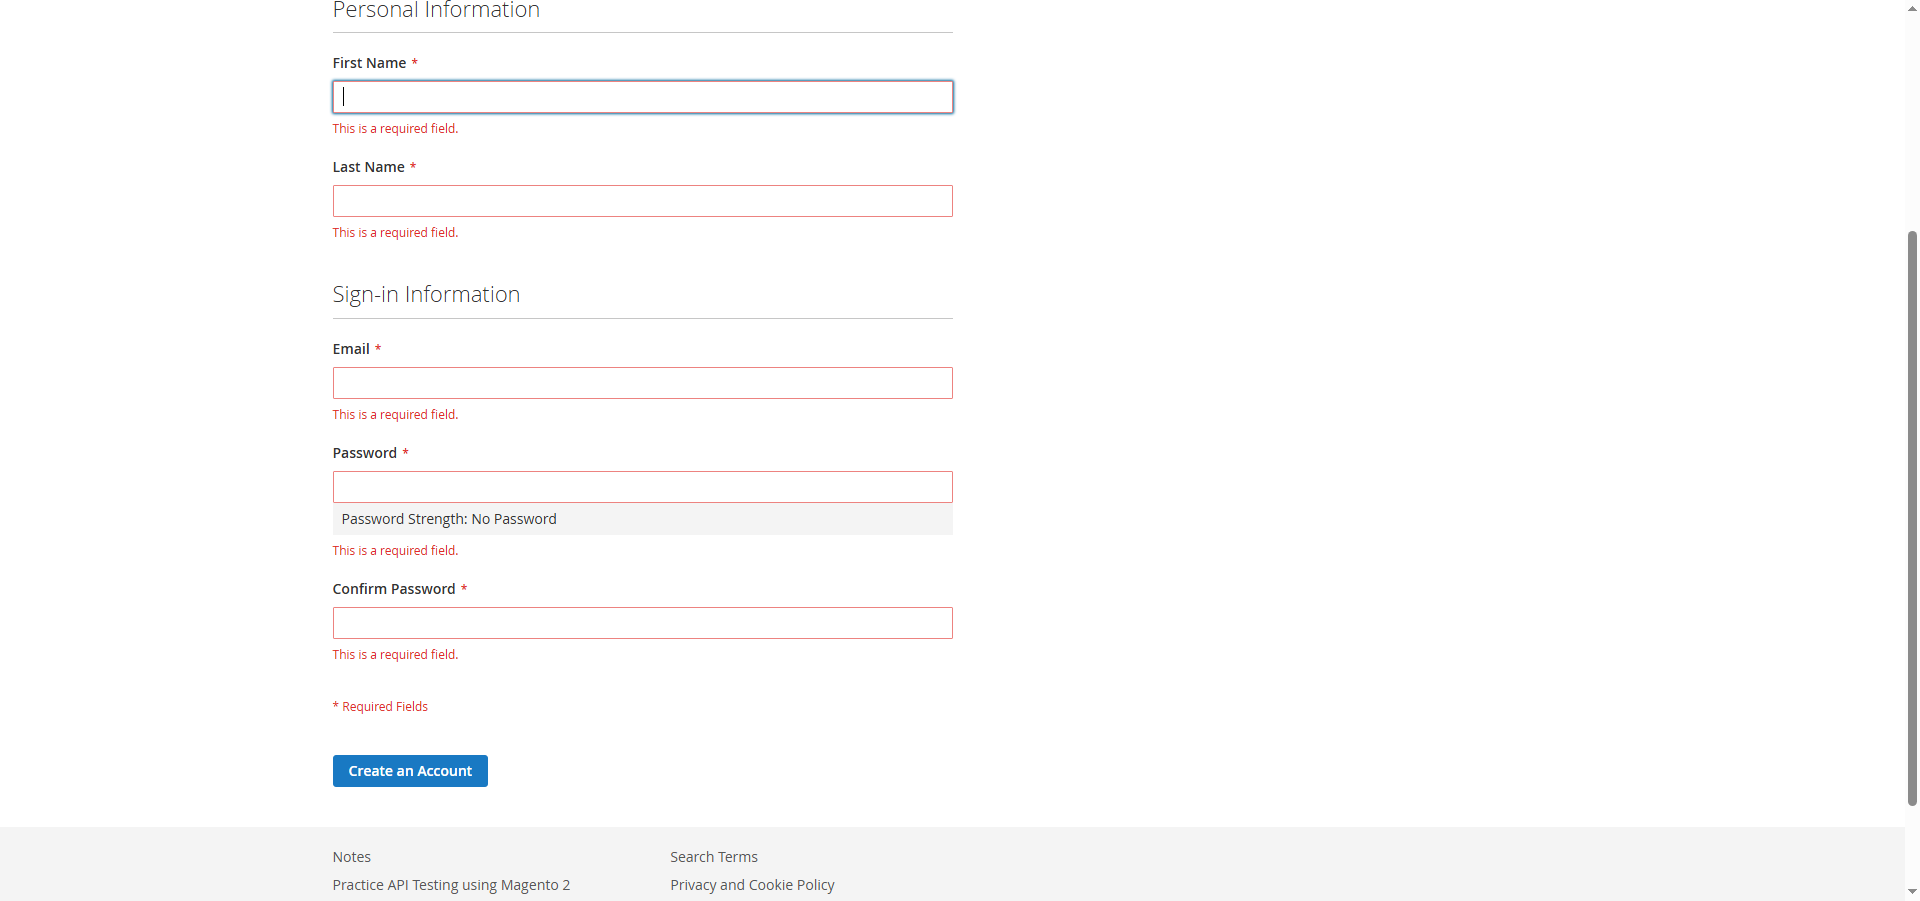 Personal Information
First Name *
This is a required field.
Last Name *
This is a required field.
Sign-in Information
Email *
This is a required field.
Password *
Password Strength: No Password
This is a required field.
Confirm Password *
This is a required field.
* Required Fields
Create an Account
Notes
Search Terms
Practice API Testing using Magento 2
Privacy and Cookie Policy